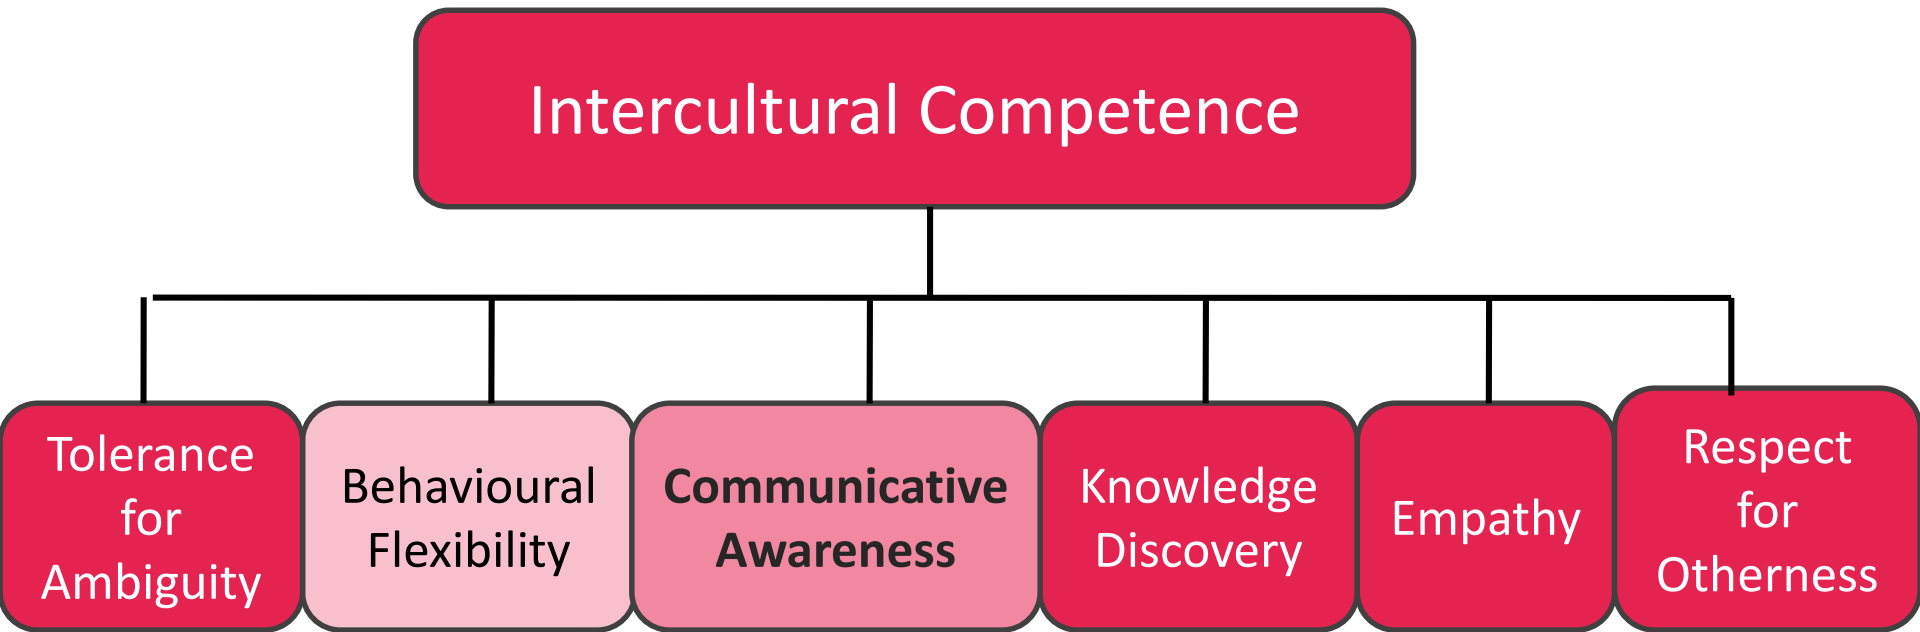 Intercultural Competence
Tolerance
for
Ambiguity
Behavioural
Flexibility
Communicative
Awareness
Knowledge
Discovery
Empathy
Respect
for
Otherness